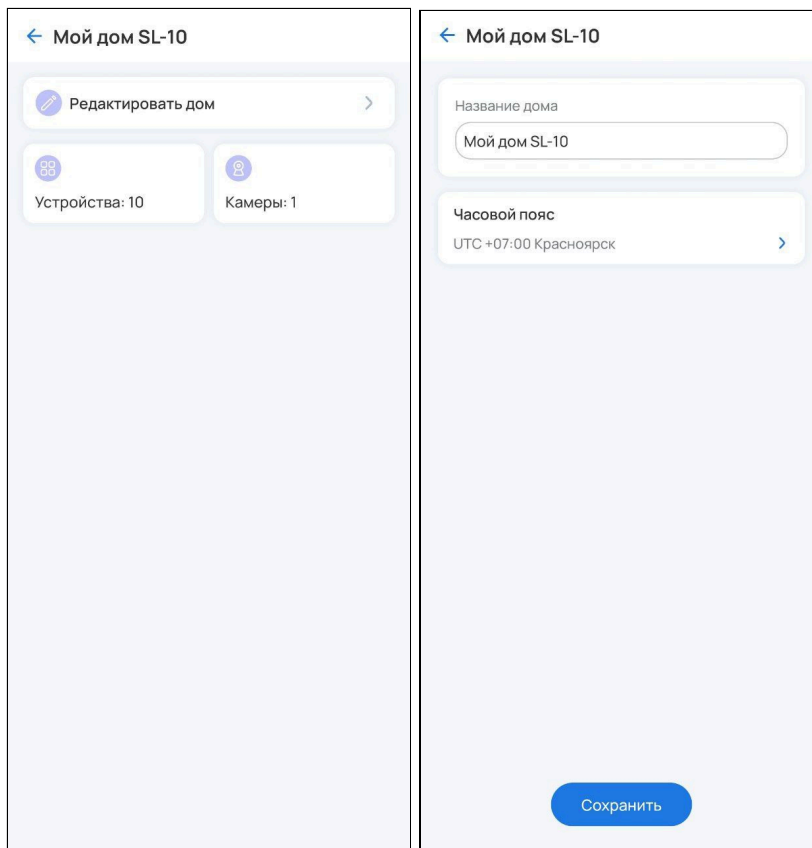 Мой дом SL-10
Редактировать дом
Устройства: 10
Камеры: 1
Мой дом SL-10
Название дома
Мой дом SL-10
Часовой пояс
UTC +07:00 Красноярск
Сохранить